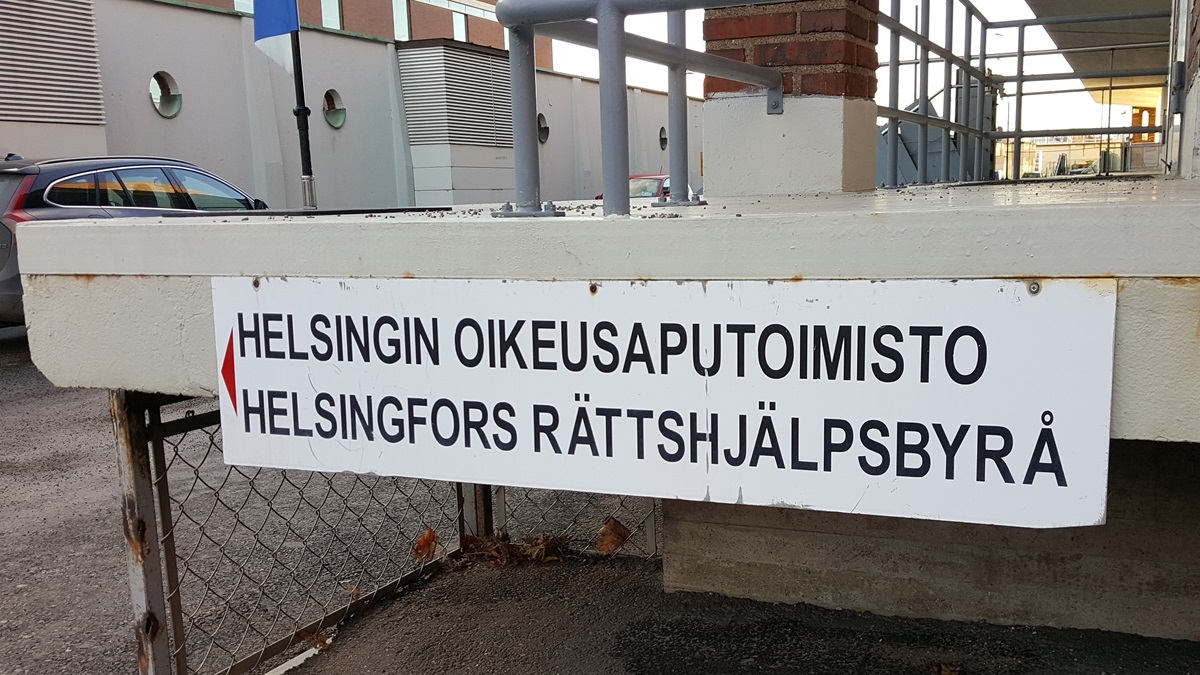 HELSINGIN OIKEUSAPUTOIMISTO
HELSINGFORS RÄTTSHJÄLPSBYRÅ